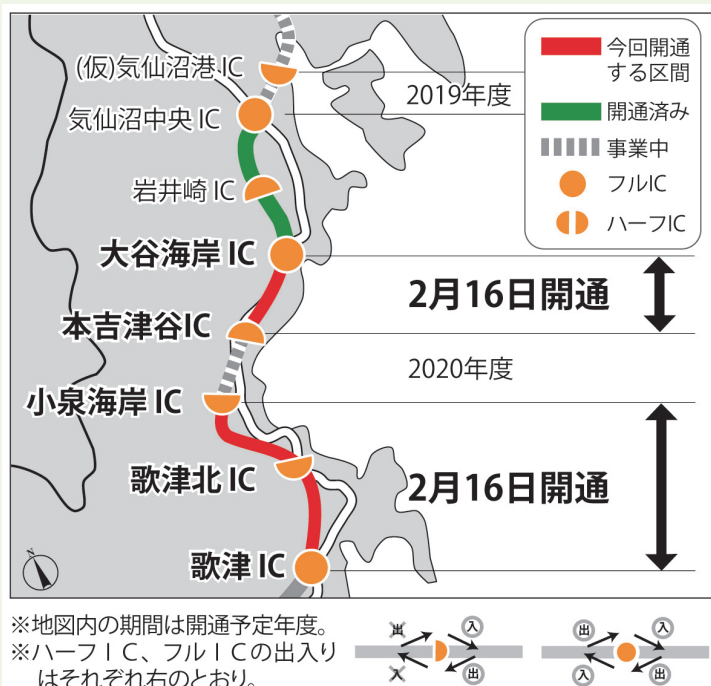 (仮)気仙沼港 IC
気仙沼中央 IC
岩井崎 IC
大谷海岸 IC
本吉津谷IC
小泉海岸 IC
歌津北 IC
歌津 IC
2019年度
2月16日開通
2020年度
2月16日開通
今回開通
する区間
開通済み
事業中
フルIC
ハーフIC
N
※地図内の期間は開通予定年度。
※ハーフＩＣ、フルＩＣの出入り
はそれぞれ右のとおり。
出 入
入 出
出 入
入 出